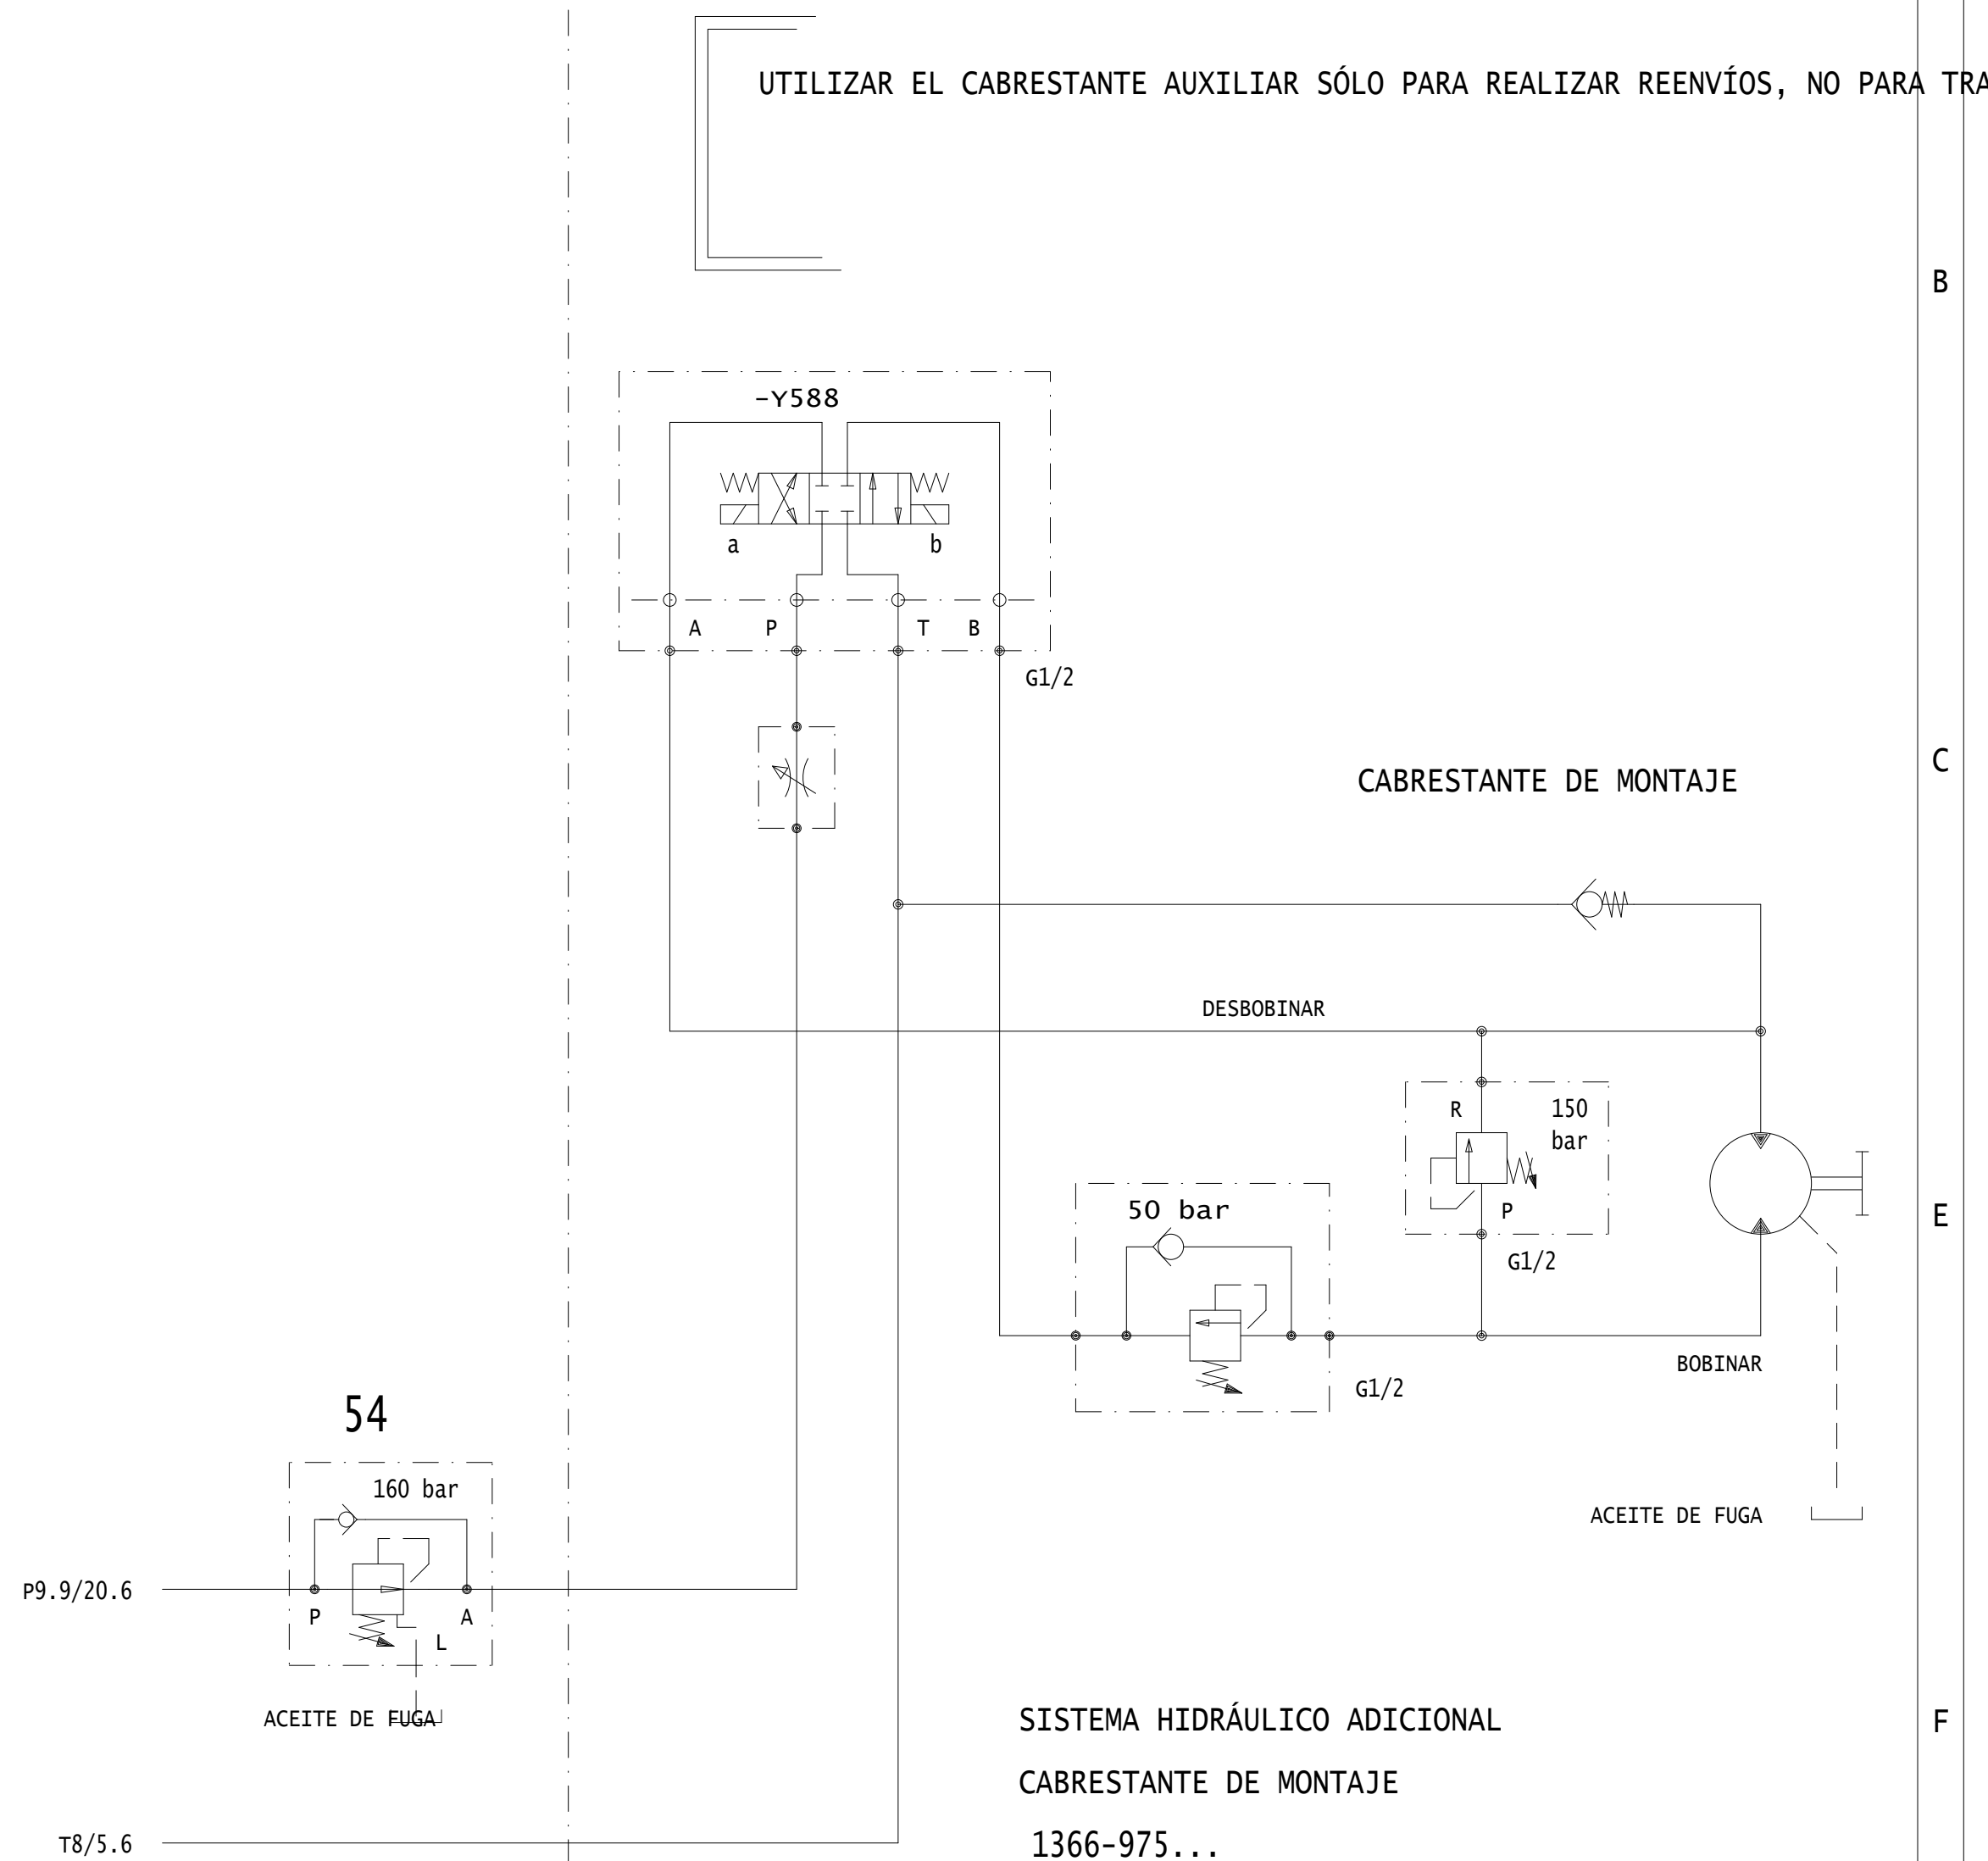 UTILIZAR EL CABRESTANTE AUXILIAR SÓLO PARA REALIZAR REENVÍOS, NO PARA TRA
B
-Y588
a
b
A
P
T
B
G1/2
C
CABRESTANTE DE MONTAJE
DESBOBINAR
R
150
bar
P
G1/2
50 bar
E
BOBINAR
G1/2
54
160 bar
ACEITE DE FUGA
P9.9/20.6
P
A
L
ACEITE DE FUGA
SISTEMA HIDRÁULICO ADICIONAL
F
CABRESTANTE DE MONTAJE
T8/5.6
1366-975...